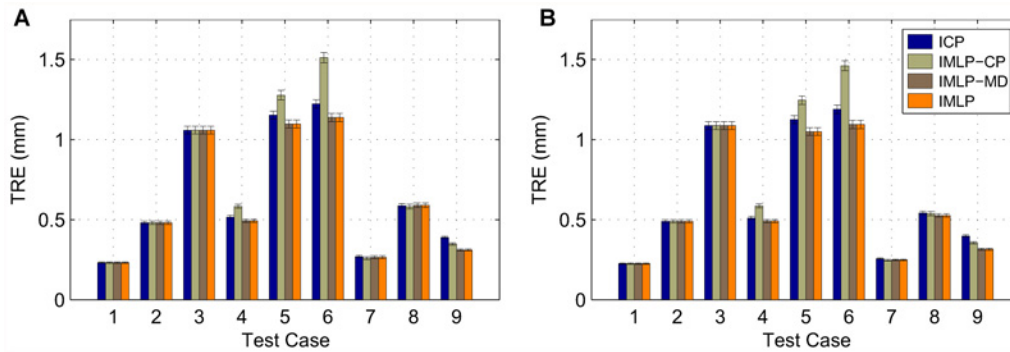 A
TRE (mm)
1.5
1
0.5
0
1 2 3 4 5 6 7 8 9
Test Case
B
TRE (mm)
1.5
1
0.5
0
1 2 3 4 5 6 7 8 9
Test Case
ICP
IMLP-CP
IMLP-MD
IMLP